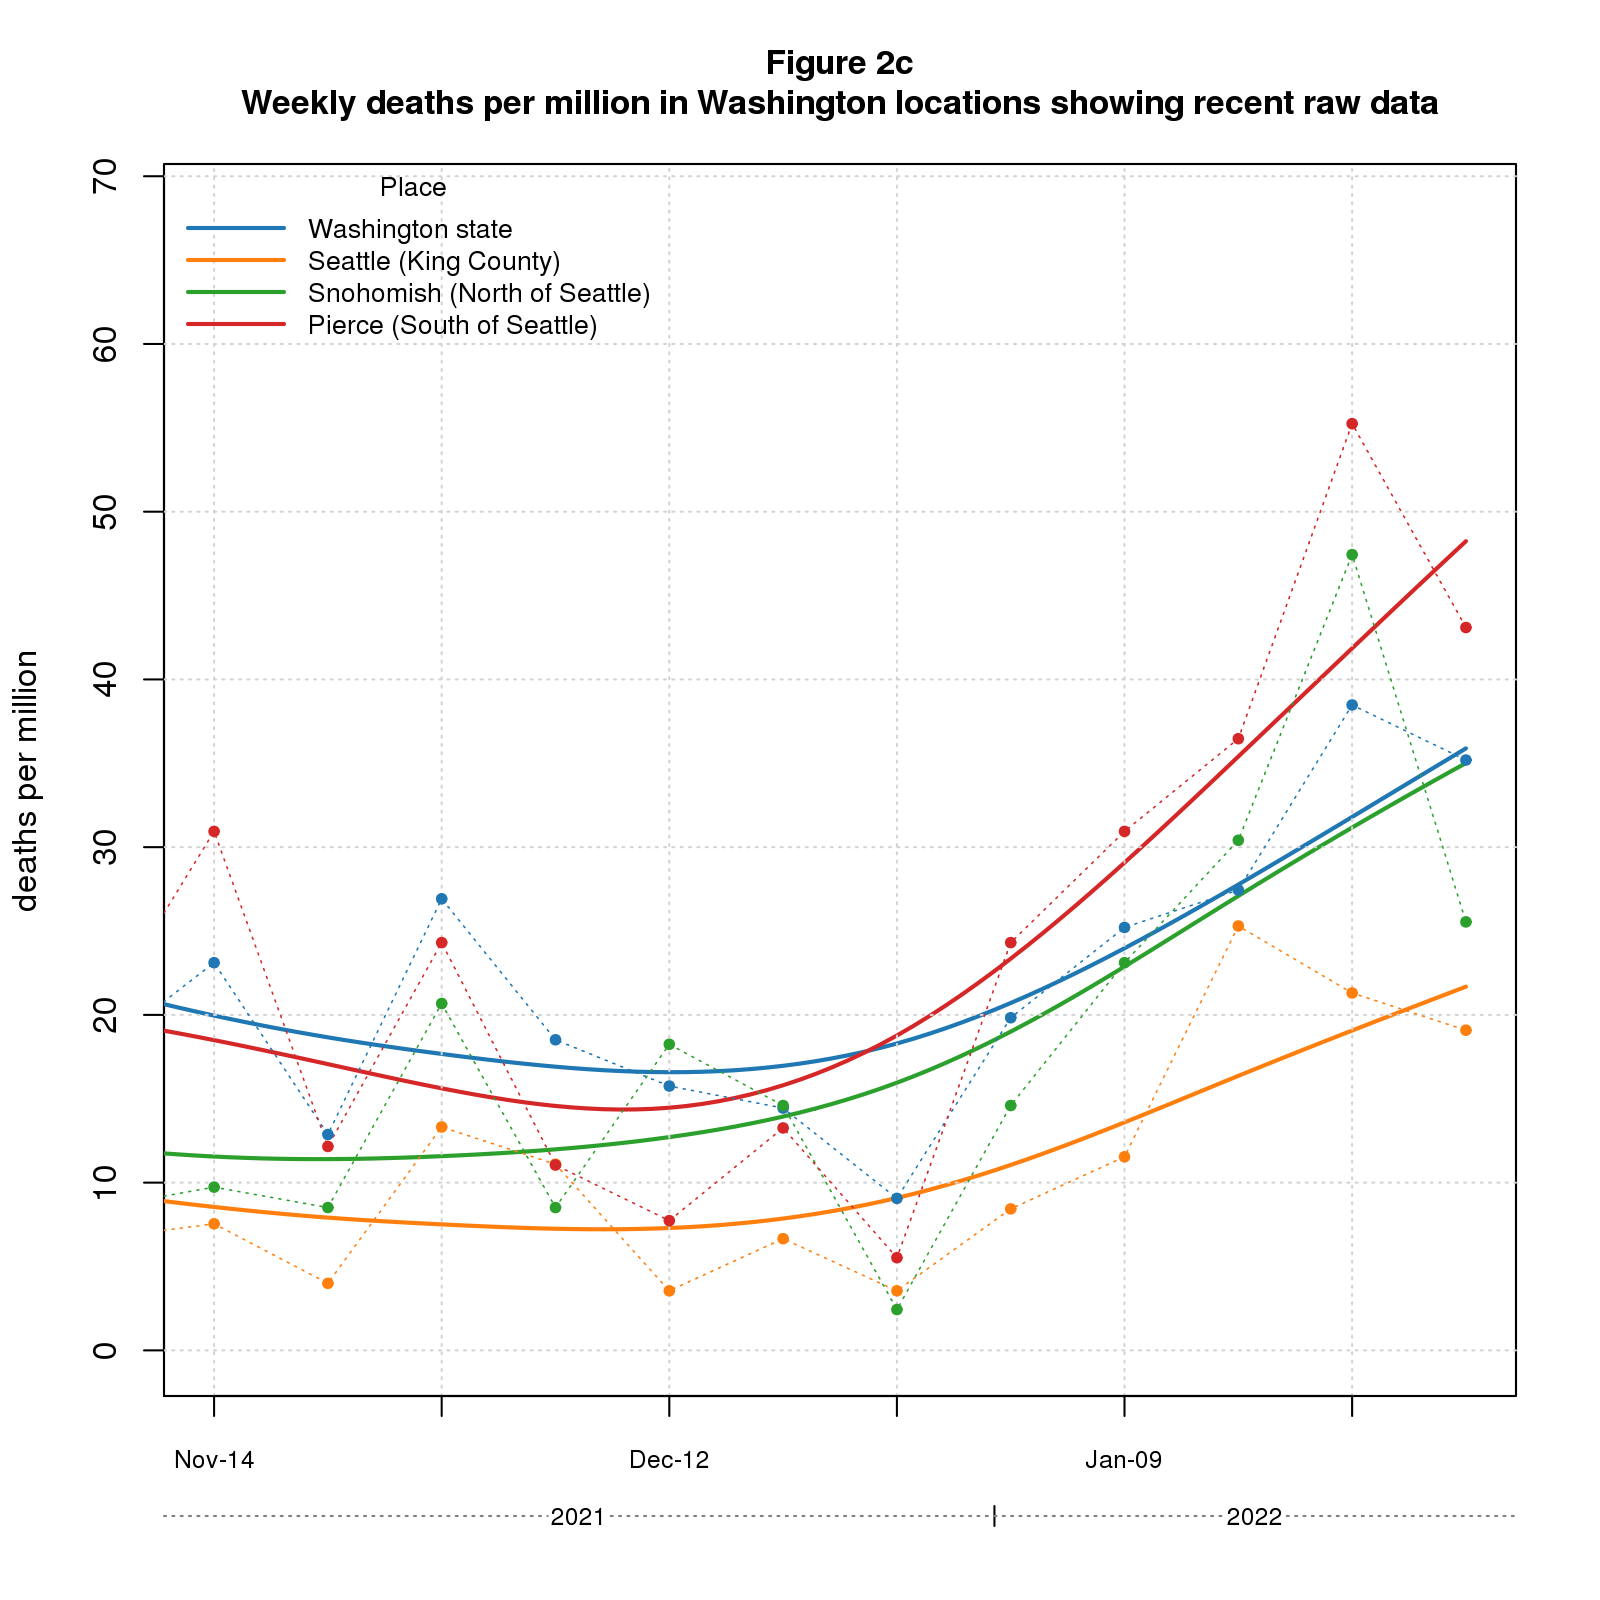 Figure 2c
Weekly deaths per million in Washington locations showing recent raw data
70
60
50
40
30
20
10
0
deaths per million
Place
Washington state
Seattle (King County)
Snohomish (North of Seattle)
Pierce (South of Seattle)
Nov-14
Dec-12
Jan-09
2021
2022